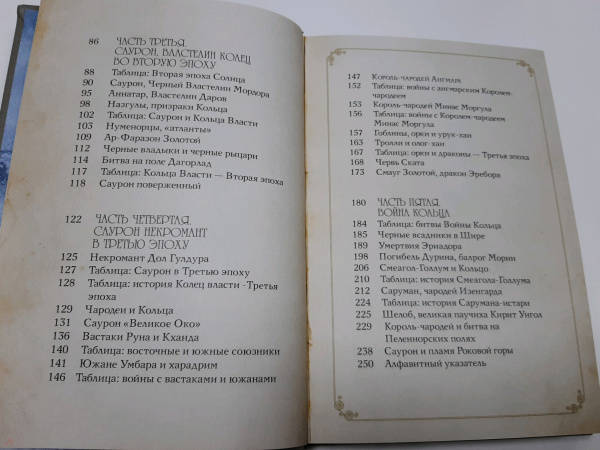 86 ЧАСТЬ ТРЕТЬЯ.
САУРОН, ВЛАСТЕЛИН КОЛЕЦ
ВО ВТОРУЮ ЭПОХУ
88 Таблица: Вторая эпоха Солнца
90 Саурон, Черный Властелин Мордора
95 Аннатар, Властелин Даров
98 Назгулы, призраки Кольца
102 Таблица: Саурон и Кольца Власти
103 Нуменорцы, «атланты»
109 Ар-Фаразон Золотой
112 Черные владыки и черные рыцари
114 Битва на поле Дагорлад
117 Таблица: Кольца Власти — Вторая эпоха
118 Саурон поверженный
122 ЧАСТЬ ЧЕТВЕРТАЯ.
САУРОН НЕКРОМАНТ
В ТРЕТЬЮ ЭПОХУ
125 Некромант Дол Гулдура
127 Таблица: Саурон в Третью эпоху
128 Таблица: история Колец власти -Третья
эпоха
129 Чародеи и Кольца
131 Саурон «Великое Око»
136 Вастаки Руна и Кханда
140 Таблица: восточные и южные союзники
141 Южане Умбара и харадрим
146 Таблица: войны с вастаками и южанами
147 Король-чародей Ангмара
152 Таблица: войны с ангмарским Королем-
чародеем
153 Король-чародей Минас Моргула
156 Таблица: войны с Королем-чародеем
Минас Моргула
157 Гоблины, орки и урук-хаи
163 Тролли и олог-хаи
167 Таблица: орки и драконы — Третья эпоха
168 Червь Ската
173 Смауг Золотой, дракон Эребора
180 ЧАСТЬ ПЯТАЯ.
ВОЙНА КОЛЬЦА
184 Таблица: битвы Войны Кольца
185 Черные всадники в Шире
189 Умертвия Эриадора
198 Погибель Дурина, балрог Мории
206 Смеагол-Голлум и Кольцо
210 Таблица: история Смеагола-Голлума
212 Саруман, чародей Изенгарда
224 Таблица: история Сарумана-истари
225 Шелоб, великая паучиха Кирит Унгол
229 Король-чародей и битва на
Пеленнорских полях
238 Саурон и пламя Роковой горы
250 Алфавитный указатель